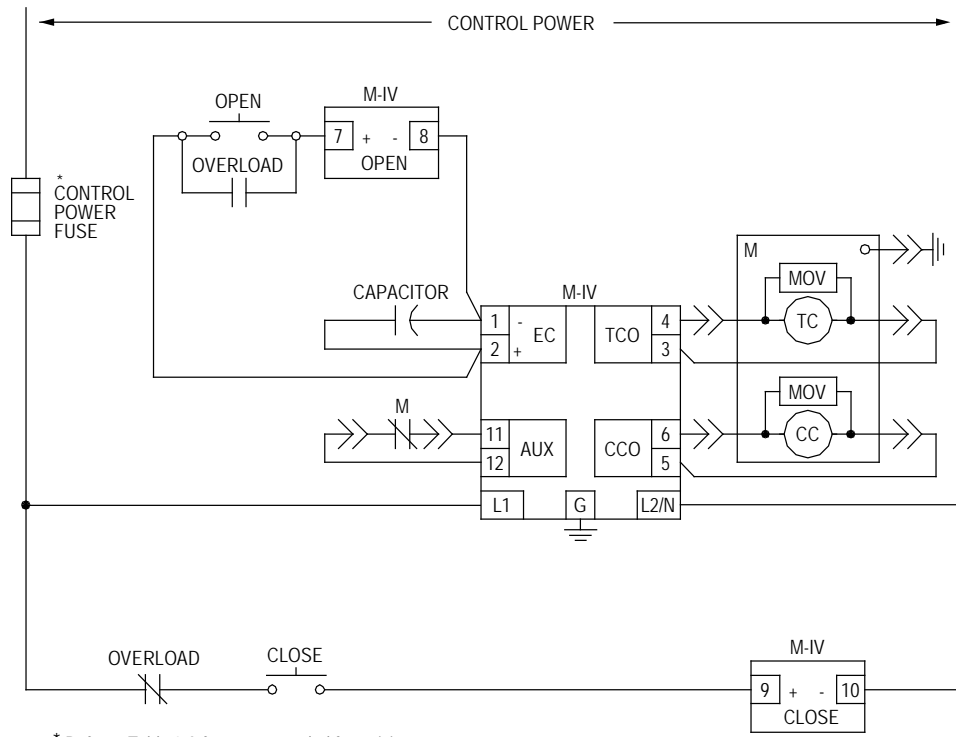 CONTROL POWER
M-IV
OPEN
7 + - 8
OPEN
OVERLOAD
* CONTROL
POWER
FUSE
M
MOV
TC
CAPACITOR
M-IV
1 - EC
2 +
TCO 4
3
MOV
CC
M
11 AUX
12
CCO 6
5
L1 G L2/N
OVERLOAD
CLOSE
M-IV
9 + - 10
CLOSE